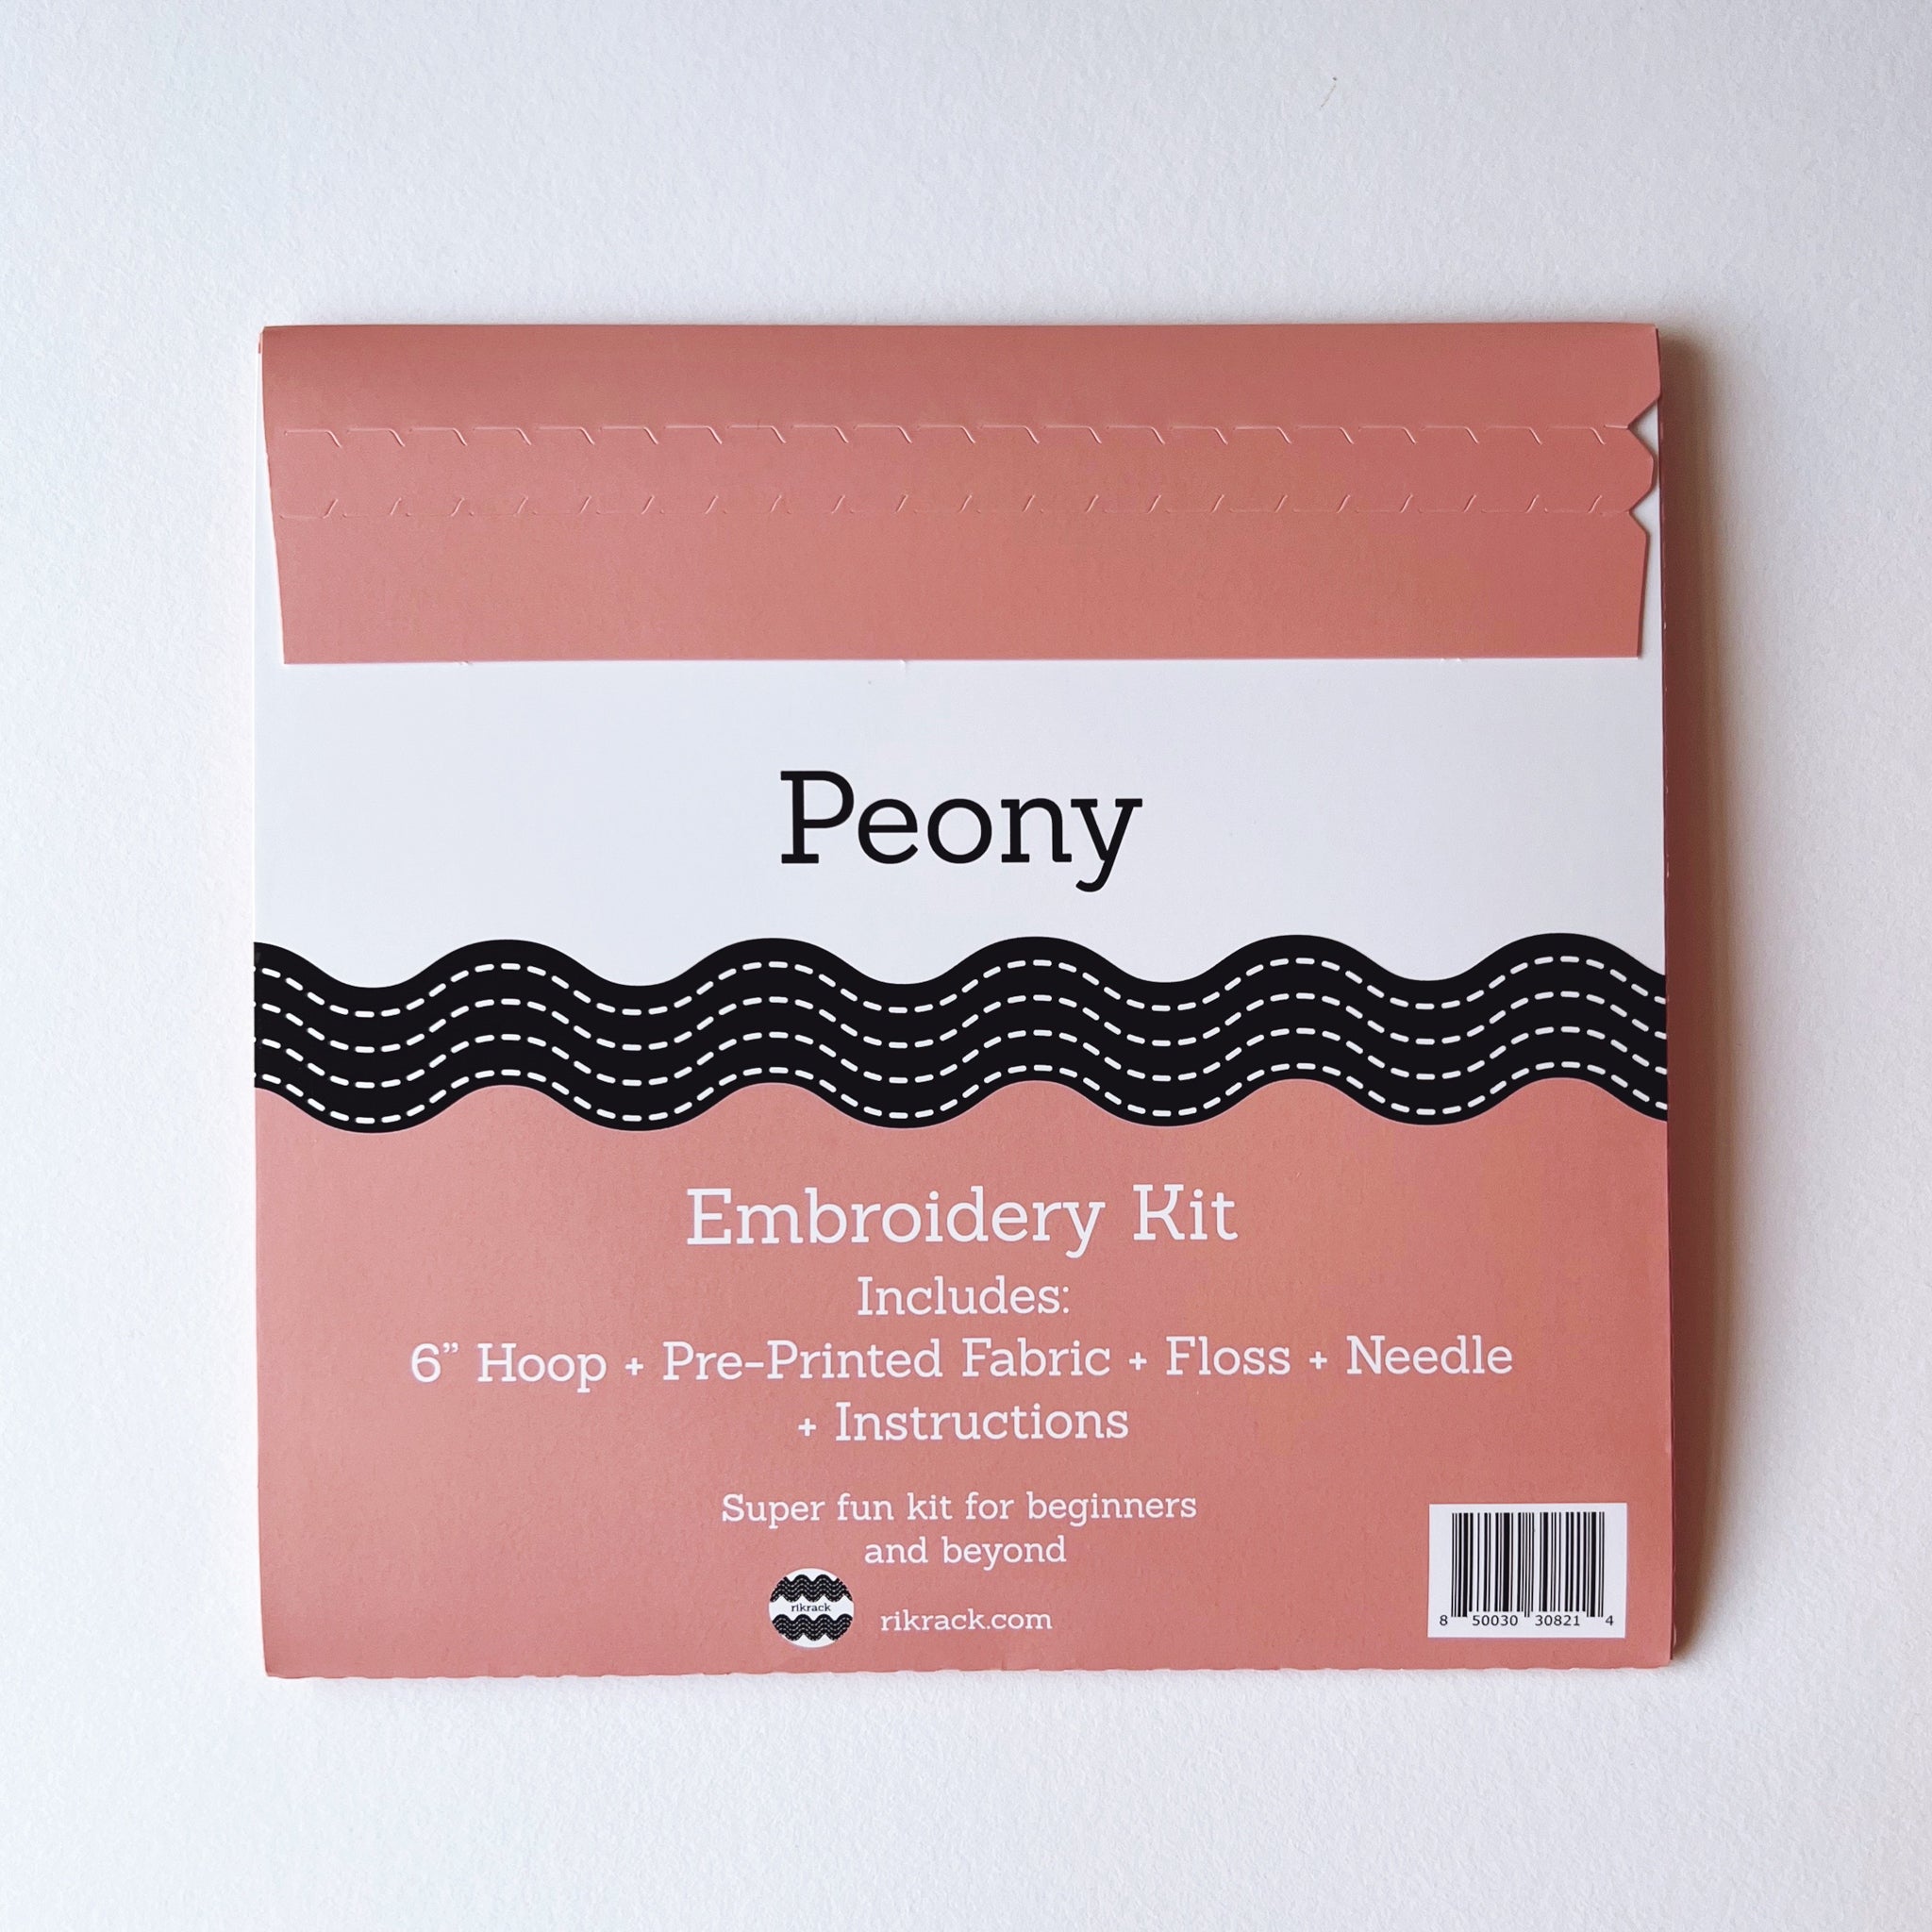 Peony
Embroidery Kit
Includes:
6” Hoop + Pre-Printed Fabric + Floss + Needle
+ Instructions
Super fun kit for beginners
and beyond
rikrack
rikrack.com
8 50030 30821 4